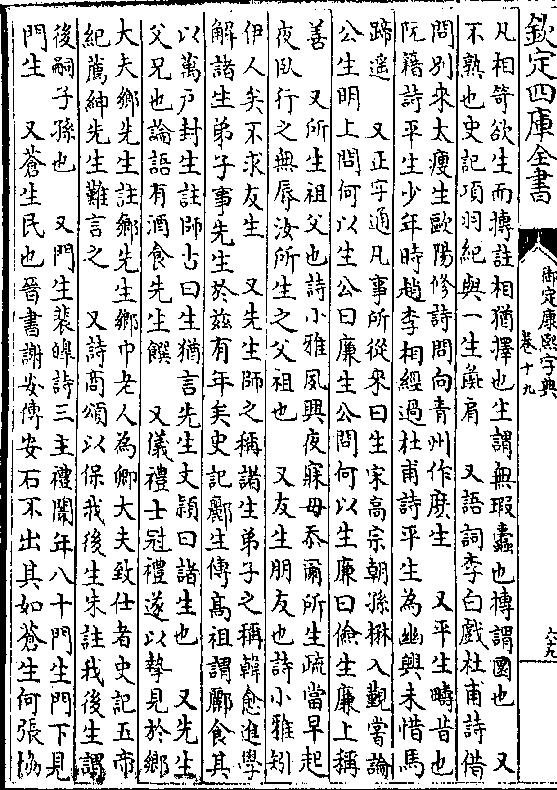 欽定四庫全書
御定康熙字典
卷十九
六十九
凡相笴欲生而摶註相猶擇也生謂無瑕蠹也摶謂圜也　又
不熟也史記項羽紀與一生彘肩　又語詞李白戲杜甫詩借
問别來太瘦生歐陽修詩問向青州作麽生　又平生疇昔也
阮籍詩平生少年時趙李相經過杜甫詩平生為幽興未惜馬
蹄遥　又正字通凡事所從來曰生宋高宗朝孫楙入觐嘗論
公生明上問何以生公曰廉生公問何以生廉曰儉生廉上稱
善　又所生祖父也詩小雅夙興夜寐毋忝爾所生疏當早起
夜臥行之無辱汝所生之父祖也　又友生朋友也詩小雅矧
伊人矣不求友生　又先生師之稱諸生弟子之稱韓愈進學
解諸生弟子事先生於兹有年矣史記酈生傳髙祖謂酈食其
以萬户封生註師古曰生猶言先生文頴曰諸生也　又先生
父兄也論語有酒食先生饌　又儀禮士冠禮遂以摯見於鄉
大夫鄉先生註鄉先生鄉中老人為卿大夫致仕者史記五帝
紀薦紳先生難言之　又詩商頌以保我後生朱註我後生謂
後嗣子孫也　又門生裴皥詩三主禮闈年八十門生門下見
門生　又蒼生民也晉書謝安傳安石不出其如蒼生何張協